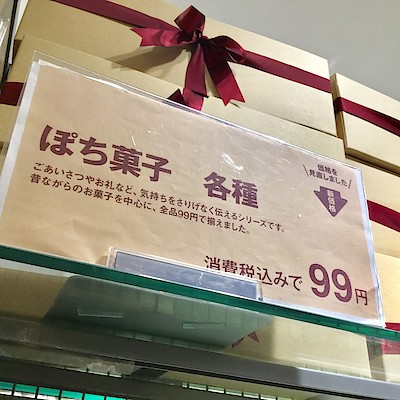 ぽち菓子 各種
価格を
見直しました
新価格
ごあいさつやお礼など、気持ちをさりげなく伝えるシリーズです。
昔ながらのお菓子を中心に、全品99円で揃えました。
消費税込みで 99円